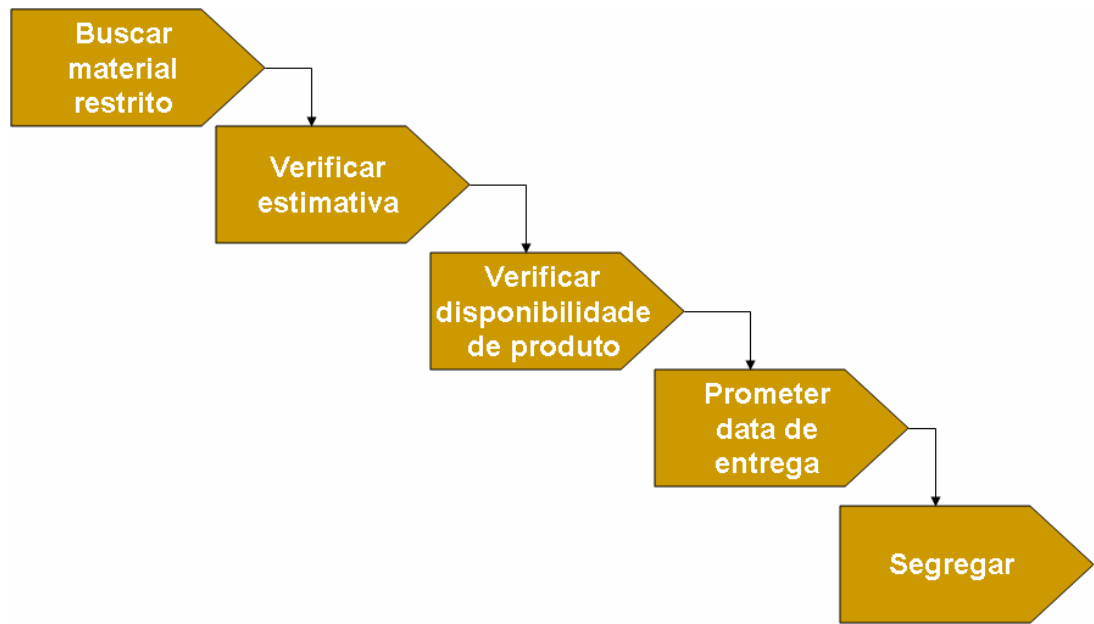 Buscar
material
restrito
Verificar
estimativa
Verificar
disponibilidade
de produto
Prometer
data de
entrega
Segregar